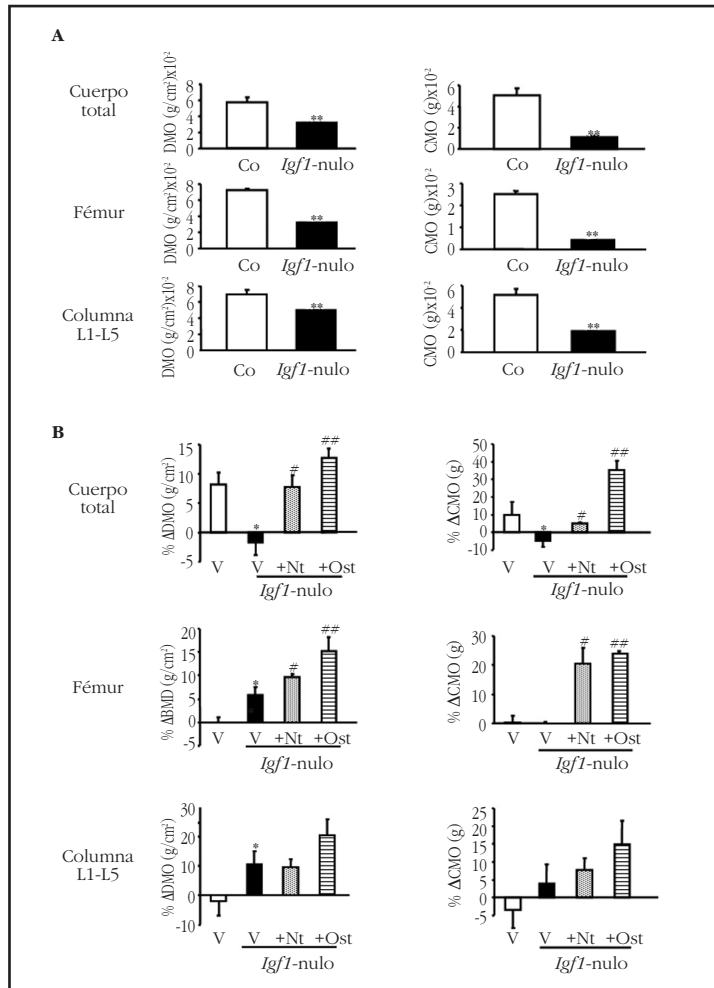 A
Cuerpo
total
DMO (g/cm²)x10⁻²
8
6
4
2
0
**
Co Igf1-nulo
CMO (g)x10⁻²
6
4
2
0
**
Co Igf1-nulo
Fémur
DMO (g/cm²)x10⁻²
8
6
4
2
0
**
Co Igf1-nulo
CMO (g)x10⁻²
3
2
1
0
**
Co Igf1-nulo
Columna
L1-L5
DMO (g/cm²)x10⁻²
8
6
4
2
0
**
Co Igf1-nulo
CMO (g)x10⁻²
6
4
2
0
**
Co Igf1-nulo
B
Cuerpo
total
% ΔDMO (g/cm²)
15
10
5
0
-5
* # ##
V V +Nt +Ost
Igf1-nulo
% ΔCMO (g)
50
40
30
20
10
0
-10
* # ##
V V +Nt +Ost
Igf1-nulo
Fémur
% ΔBMD (g/cm²)
20
15
10
5
0
-5
* # ##
V V +Nt +Ost
Igf1-nulo
% ΔCMO (g)
30
20
10
0
# ##
V V +Nt +Ost
Igf1-nulo
Columna
L1-L5
% ΔDMO (g/cm²)
30
20
10
0
-10
*
V V +Nt +Ost
Igf1-nulo
% ΔCMO (g)
25
20
15
10
5
0
-5
V V +Nt +Ost
Igf1-nulo